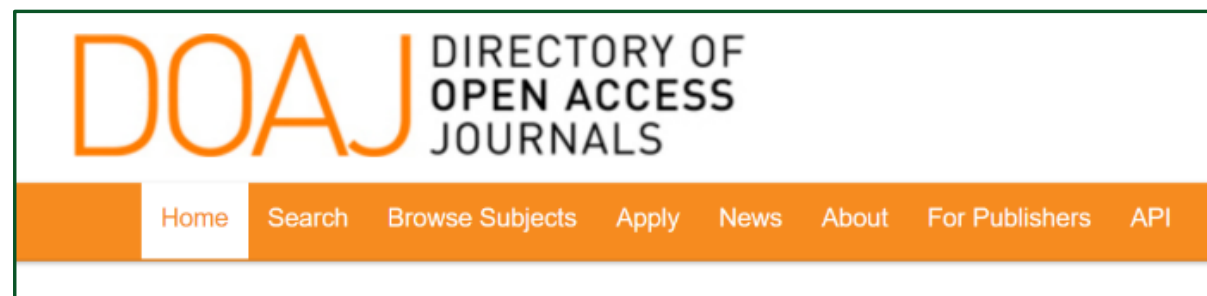 DOAJ
DIRECTORY OF
OPEN ACCESS
JOURNALS
Home Search Browse Subjects Apply News About For Publishers API